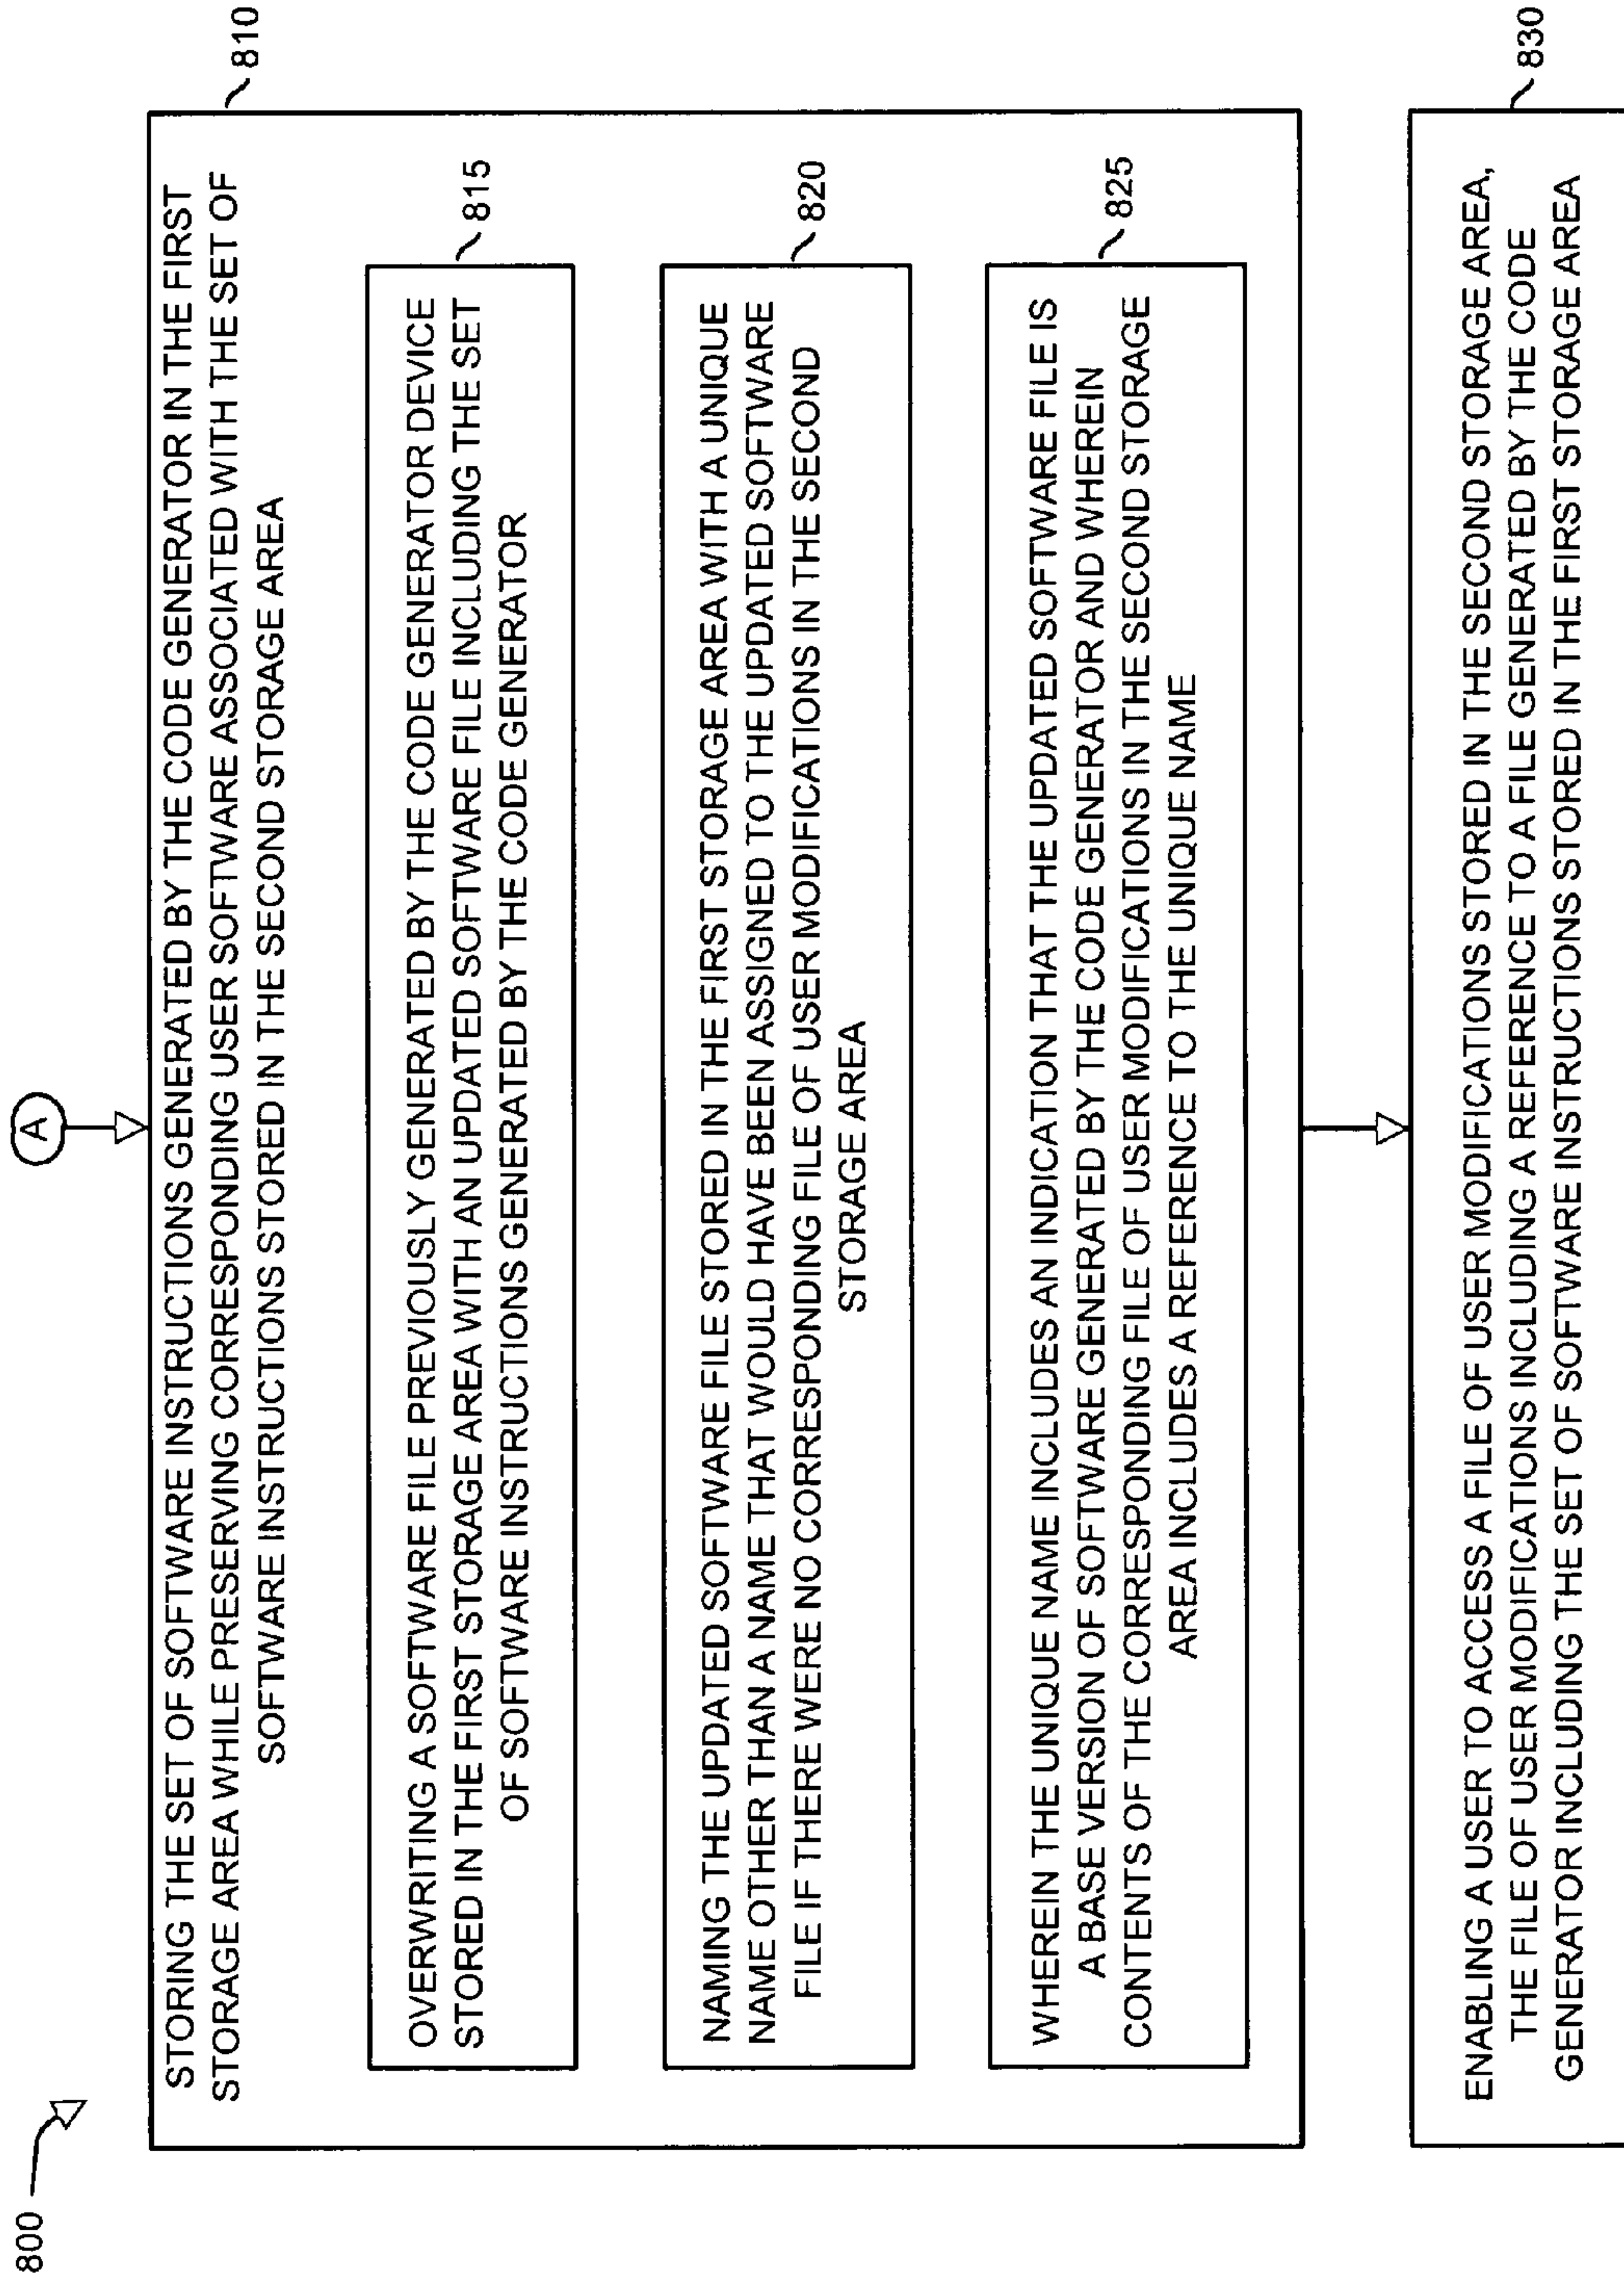 800
A
STORING THE SET OF SOFTWARE INSTRUCTIONS GENERATED BY THE CODE GENERATOR IN THE FIRST
STORAGE AREA WHILE PRESERVING CORRESPONDING USER SOFTWARE ASSOCIATED WITH THE SET OF
SOFTWARE INSTRUCTIONS STORED IN THE SECOND STORAGE AREA
810
OVERWRITING A SOFTWARE FILE PREVIOUSLY GENERATED BY THE CODE GENERATOR DEVICE
STORED IN THE FIRST STORAGE AREA WITH AN UPDATED SOFTWARE FILE INCLUDING THE SET
OF SOFTWARE INSTRUCTIONS GENERATED BY THE CODE GENERATOR
815
NAMING THE UPDATED SOFTWARE FILE STORED IN THE FIRST STORAGE AREA WITH A UNIQUE
NAME OTHER THAN A NAME THAT WOULD HAVE BEEN ASSIGNED TO THE UPDATED SOFTWARE
FILE IF THERE WERE NO CORRESPONDING FILE OF USER MODIFICATIONS IN THE SECOND
STORAGE AREA
820
WHEREIN THE UNIQUE NAME INCLUDES AN INDICATION THAT THE UPDATED SOFTWARE FILE IS
A BASE VERSION OF SOFTWARE GENERATED BY THE CODE GENERATOR AND WHEREIN
CONTENTS OF THE CORRESPONDING FILE OF USER MODIFICATIONS IN THE SECOND STORAGE
AREA INCLUDES A REFERENCE TO THE UNIQUE NAME
825
ENABLING A USER TO ACCESS A FILE OF USER MODIFICATIONS STORED IN THE SECOND STORAGE AREA,
THE FILE OF USER MODIFICATIONS INCLUDING A REFERENCE TO A FILE GENERATED BY THE CODE
GENERATOR INCLUDING THE SET OF SOFTWARE INSTRUCTIONS STORED IN THE FIRST STORAGE AREA
830